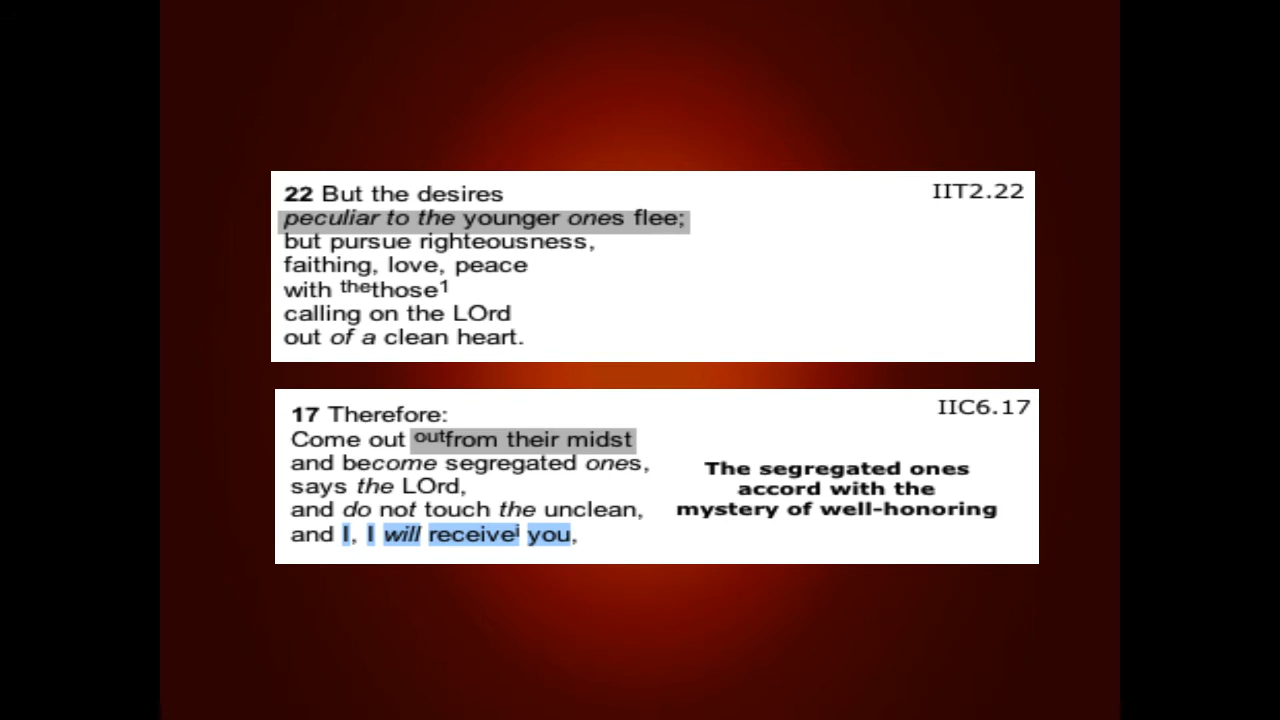 22 But the desires IIT2.22
peculiar to the younger ones flee;
but pursue righteousness,
faithing, love, peace
with thethose1
calling on the LOrd
out of a clean heart.
17 Therefore: IIC6.17
Come out outfrom their midst
and become segregated ones,
says the LOrd,
and do not touch the unclean,
and I, I will receivei you,
The segregated ones
accord with the
mystery of well-honoring